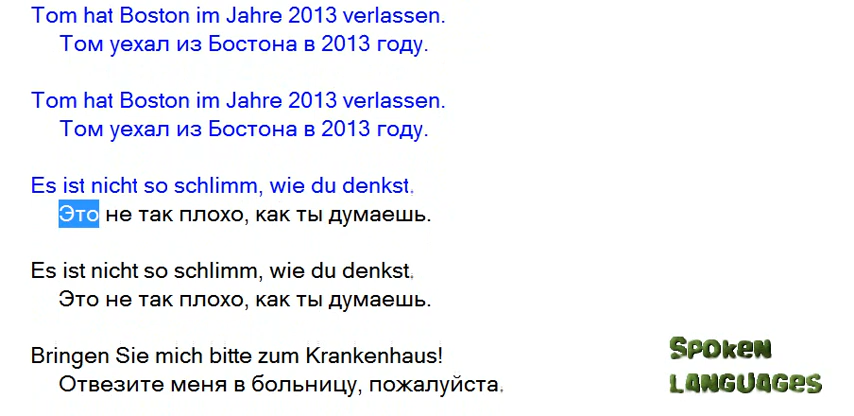 Tom hat Boston im Jahre 2013 verlassen.
Том уехал из Бостона в 2013 году.
Tom hat Boston im Jahre 2013 verlassen.
Том уехал из Бостона в 2013 году.
Es ist nicht so schlimm, wie du denkst.
Это не так плохо, как ты думаешь.
Es ist nicht so schlimm, wie du denkst.
Это не так плохо, как ты думаешь.
Bringen Sie mich bitte zum Krankenhaus!
Отвезите меня в больницу, пожалуйста.
Spoken
Languages